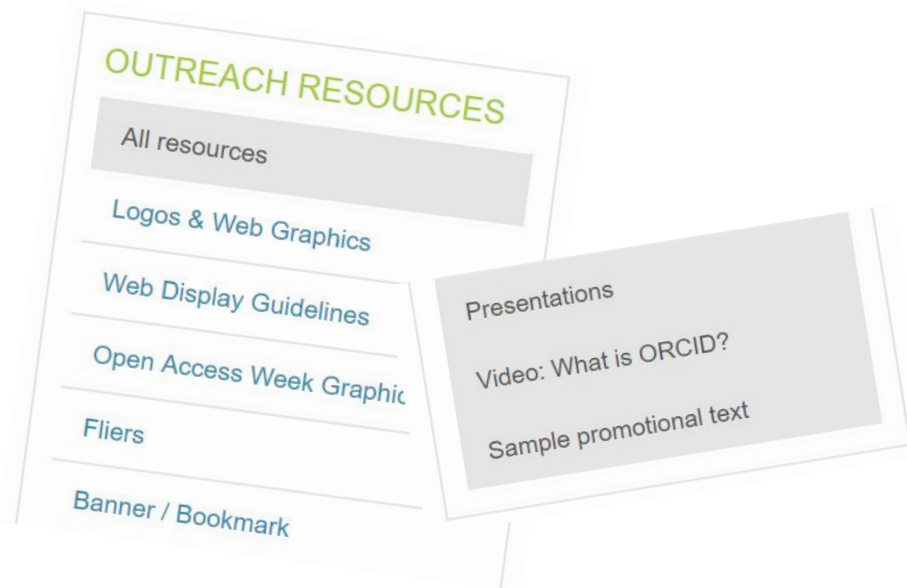 OUTREACH RESOURCES
All resources
Logos & Web Graphics
Web Display Guidelines
Open Access Week Graphic
Fliers
Banner / Bookmark
Presentations
Video: What is ORCID?
Sample promotional text